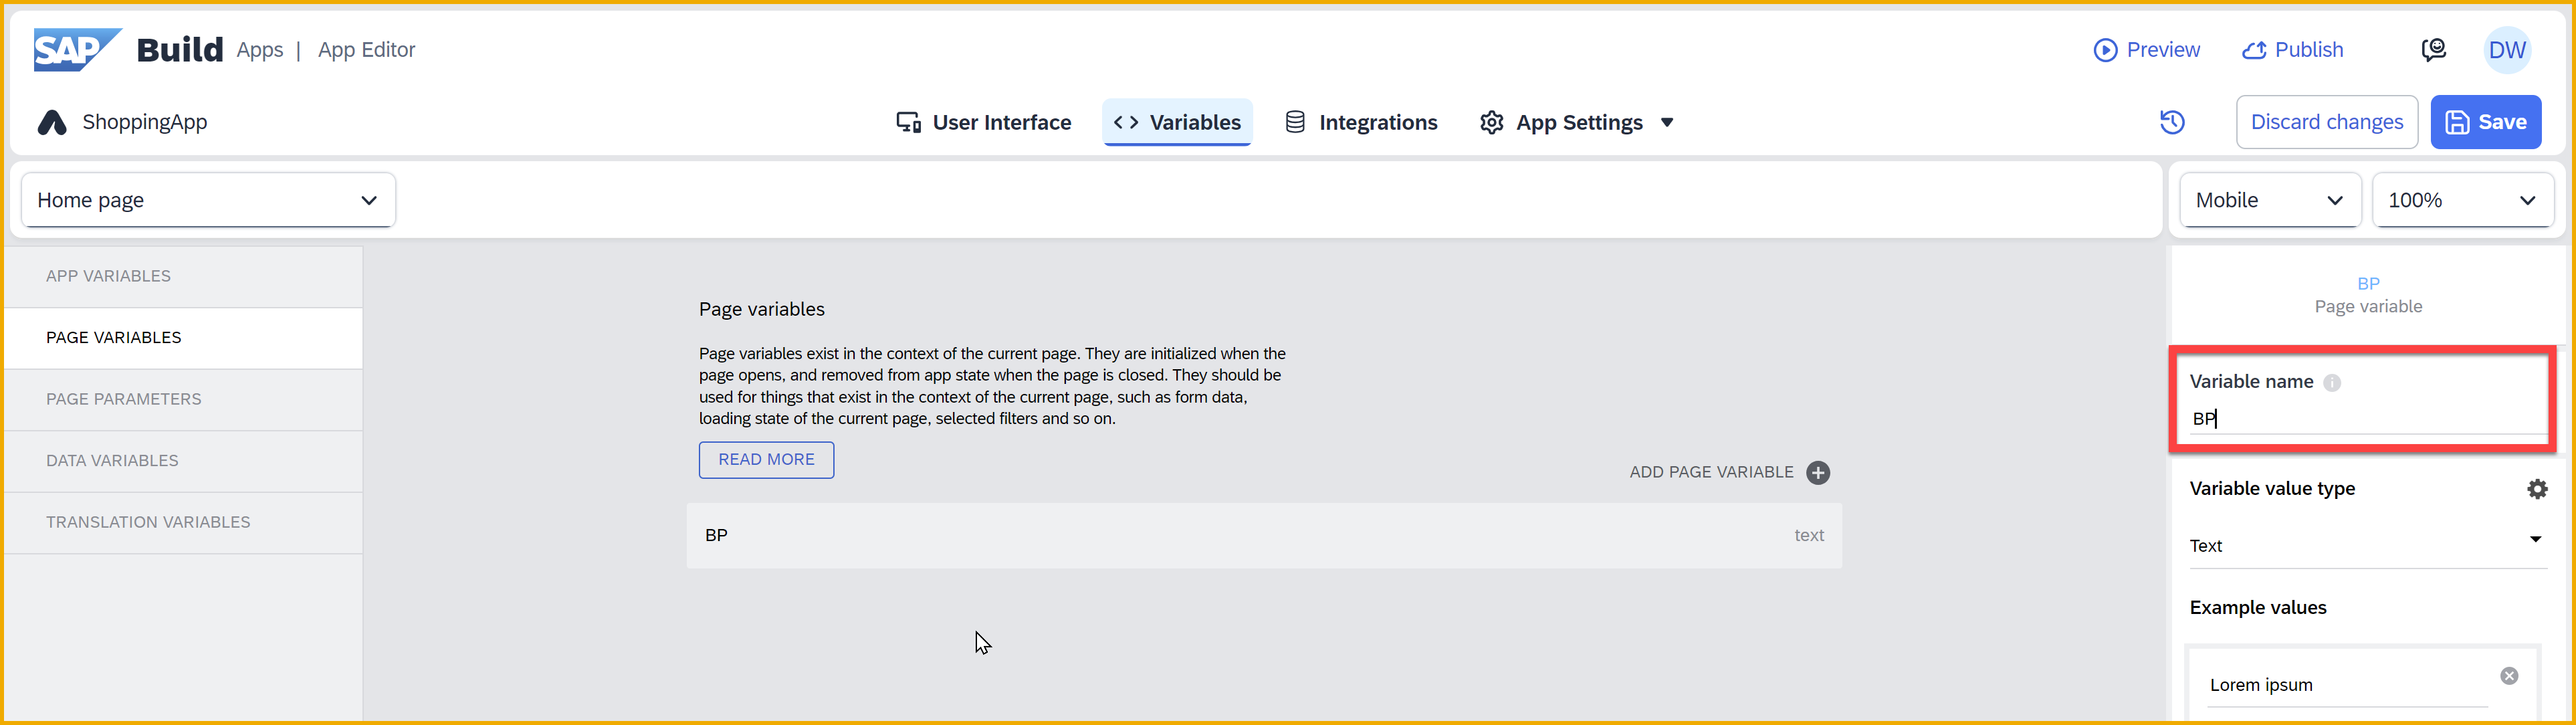 SAP Build Apps | App Editor
Preview Publish DW
ShoppingApp
User Interface Variables Integrations App Settings
Discard changes Save
Home page
Mobile 100%
APP VARIABLES
PAGE VARIABLES
PAGE PARAMETERS
DATA VARIABLES
TRANSLATION VARIABLES
Page variables
Page variables exist in the context of the current page. They are initialized when the
page opens, and removed from app state when the page is closed. They should be
used for things that exist in the context of the current page, such as form data,
loading state of the current page, selected filters and so on.
READ MORE
ADD PAGE VARIABLE
BP text
BP
Page variable
Variable name
BP
Variable value type
Text
Example values
Lorem ipsum